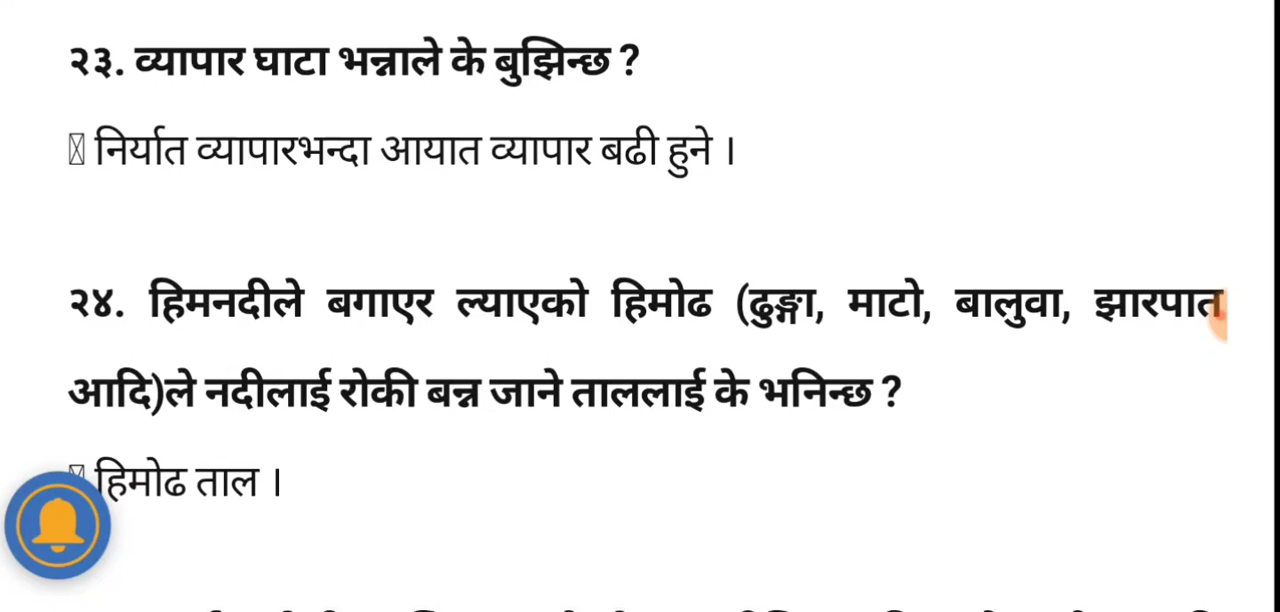 २३. व्यापार घाटा भन्नाले के बुझिन्छ ?
निर्यात व्यापारभन्दा आयात व्यापार बढी हुने ।
२४. हिमनदीले बगाएर ल्याएको हिमोढ (ढुङ्गा, माटो, बालुवा, झारपात
आदि)ले नदीलाई रोकी बन्न जाने ताललाई के भनिन्छ ?
हिमोढ ताल ।